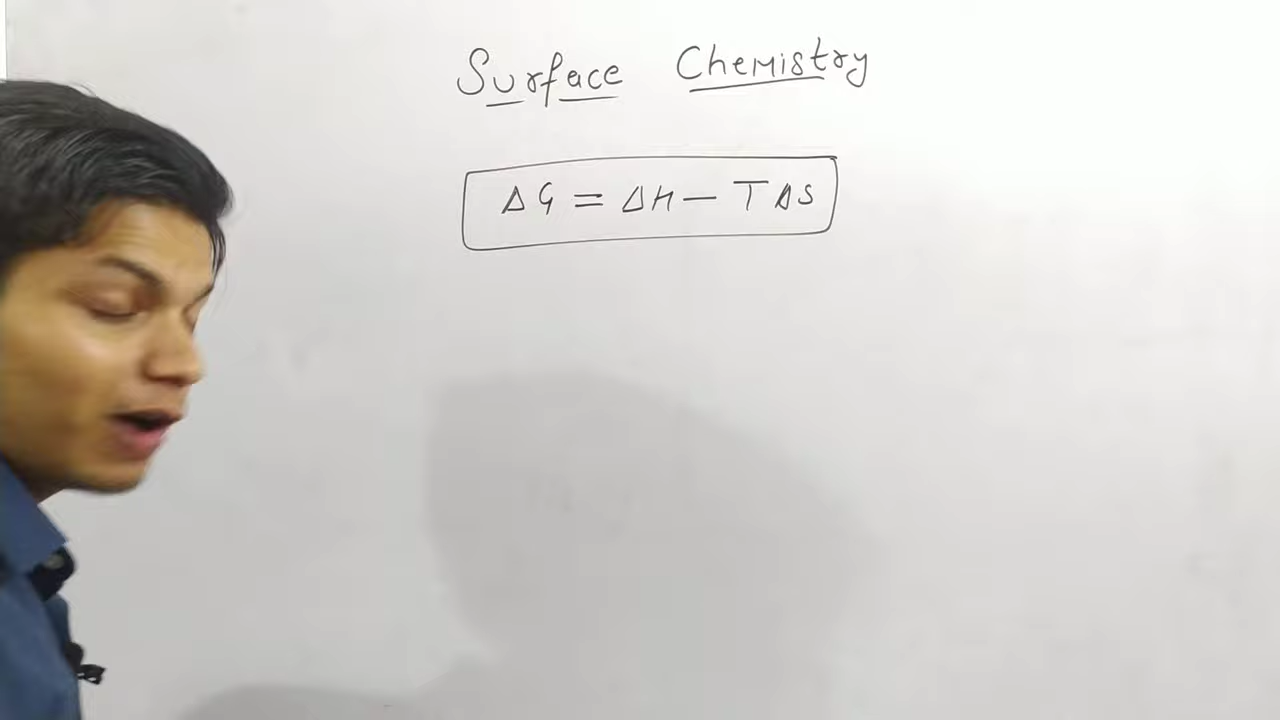 Surface Chemistry
ΔG = ΔH - TΔS